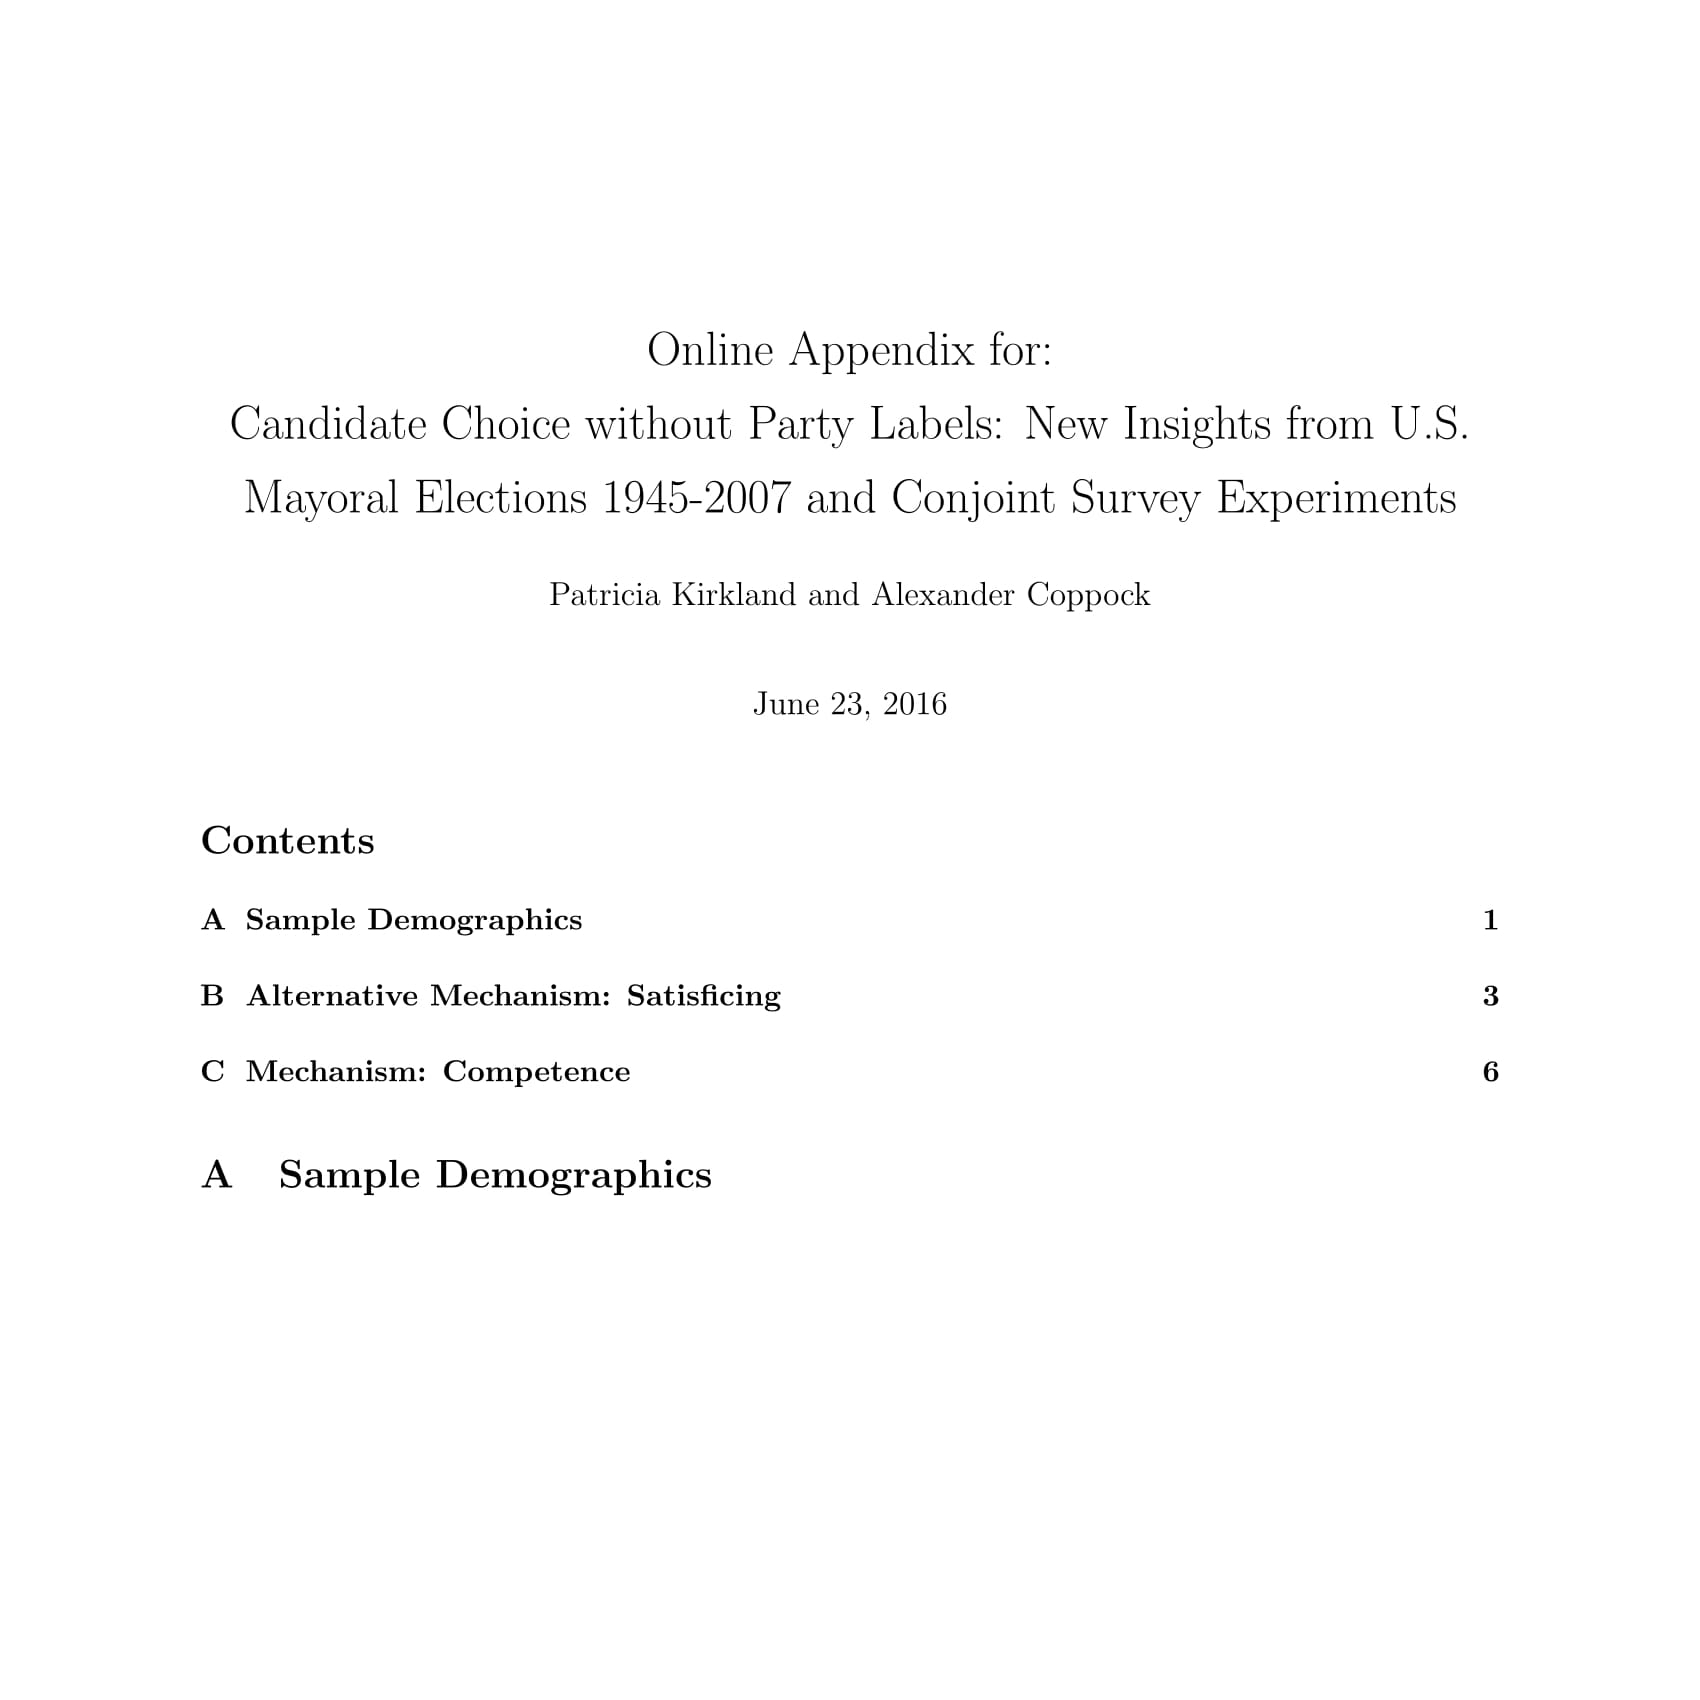 Online Appendix for:
Candidate Choice without Party Labels: New Insights from U.S.
Mayoral Elections 1945-2007 and Conjoint Survey Experiments
Patricia Kirkland and Alexander Coppock
June 23, 2016
Contents
A Sample Demographics 1
B Alternative Mechanism: Satisficing 3
C Mechanism: Competence 6
A Sample Demographics